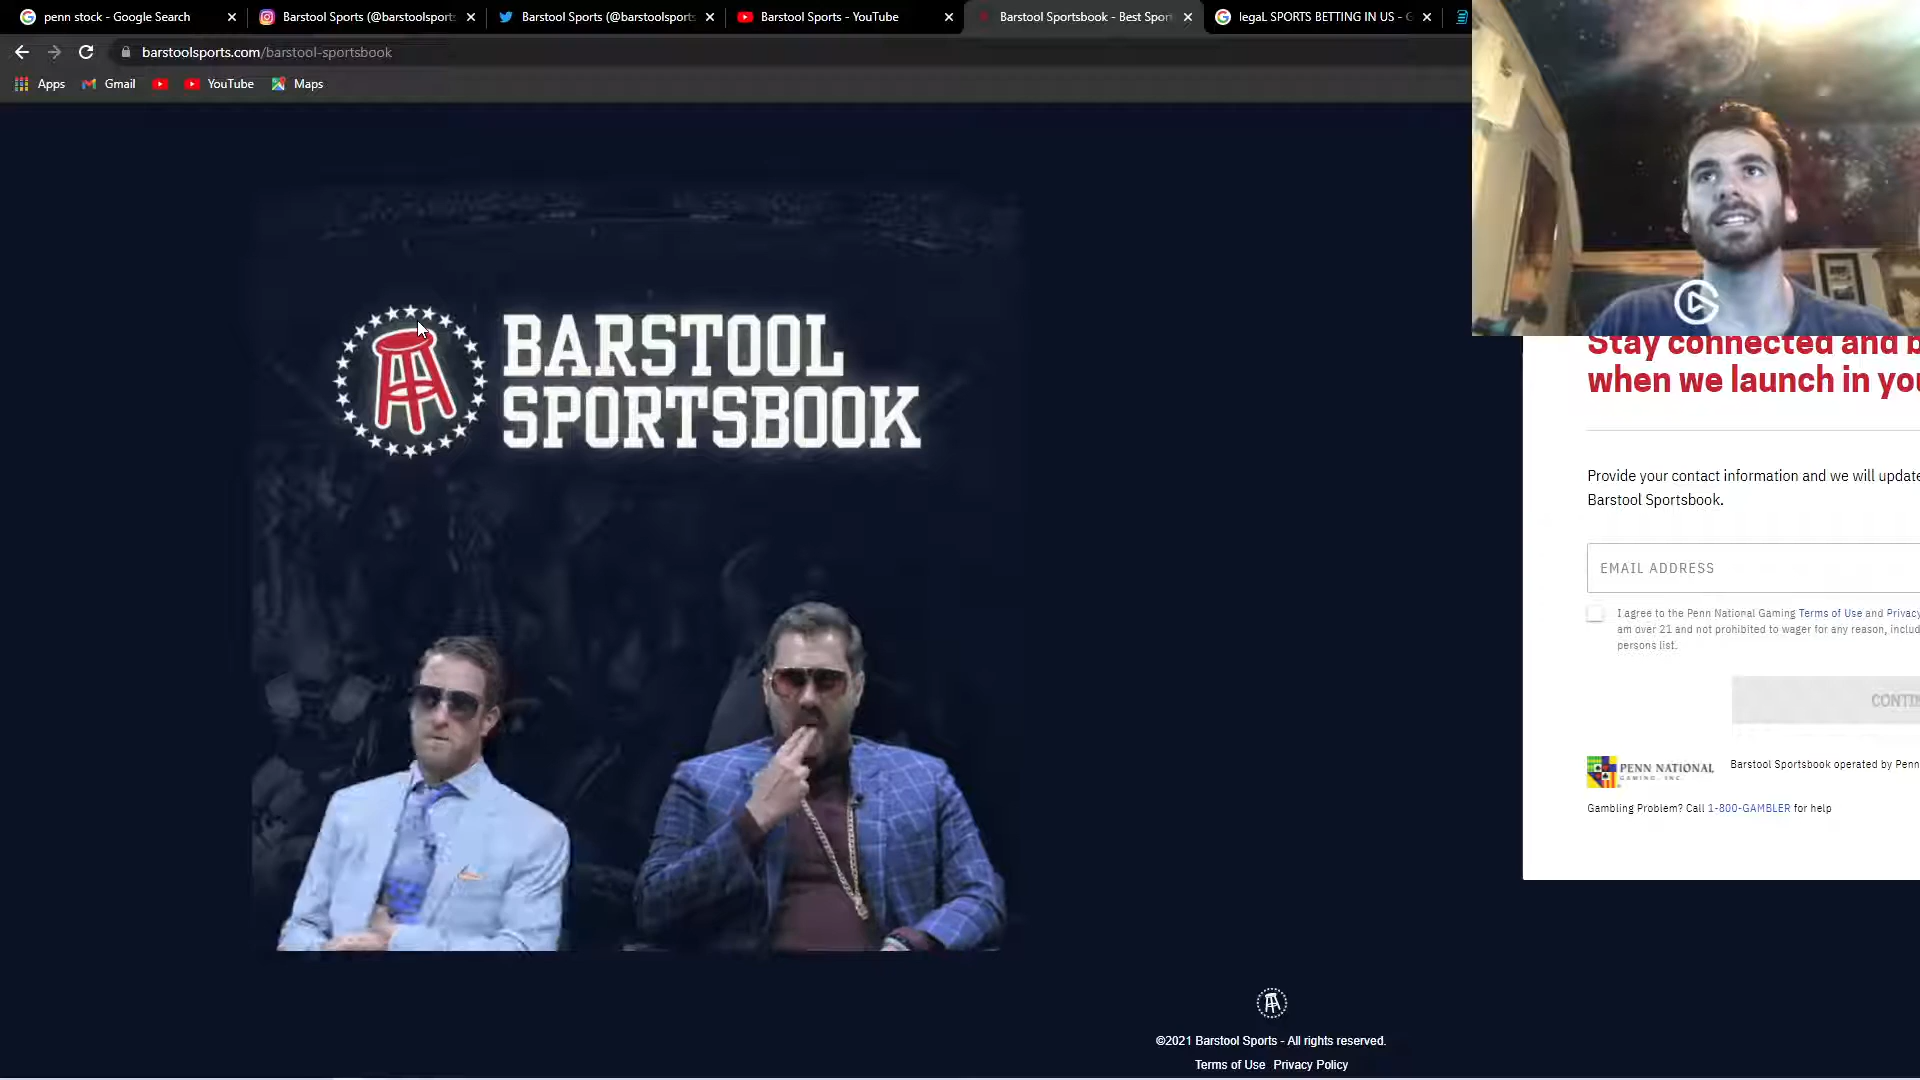 penn stock - Google Search
Barstool Sports (@barstoolsports
Barstool Sports (@barstoolsports
Barstool Sports - YouTube
Barstool Sportsbook - Best Spor
legaL SPORTS BETTING IN US - G
barstoolsports.com/barstool-sportsbook
Apps
Gmail
YouTube
Maps
BARSTOOL
SPORTSBOOK
Stay connected and b
when we launch in you
Provide your contact information and we will update
Barstool Sportsbook.
EMAIL ADDRESS
I agree to the Penn National Gaming Terms of Use and Privacy
am over 21 and not prohibited to wager for any reason, includ
persons list.
CONTIN
PENN NATIONAL
GAMING, INC.
Barstool Sportsbook operated by Penn
Gambling Problem? Call 1-800-GAMBLER for help
©2021 Barstool Sports - All rights reserved.
Terms of Use Privacy Policy